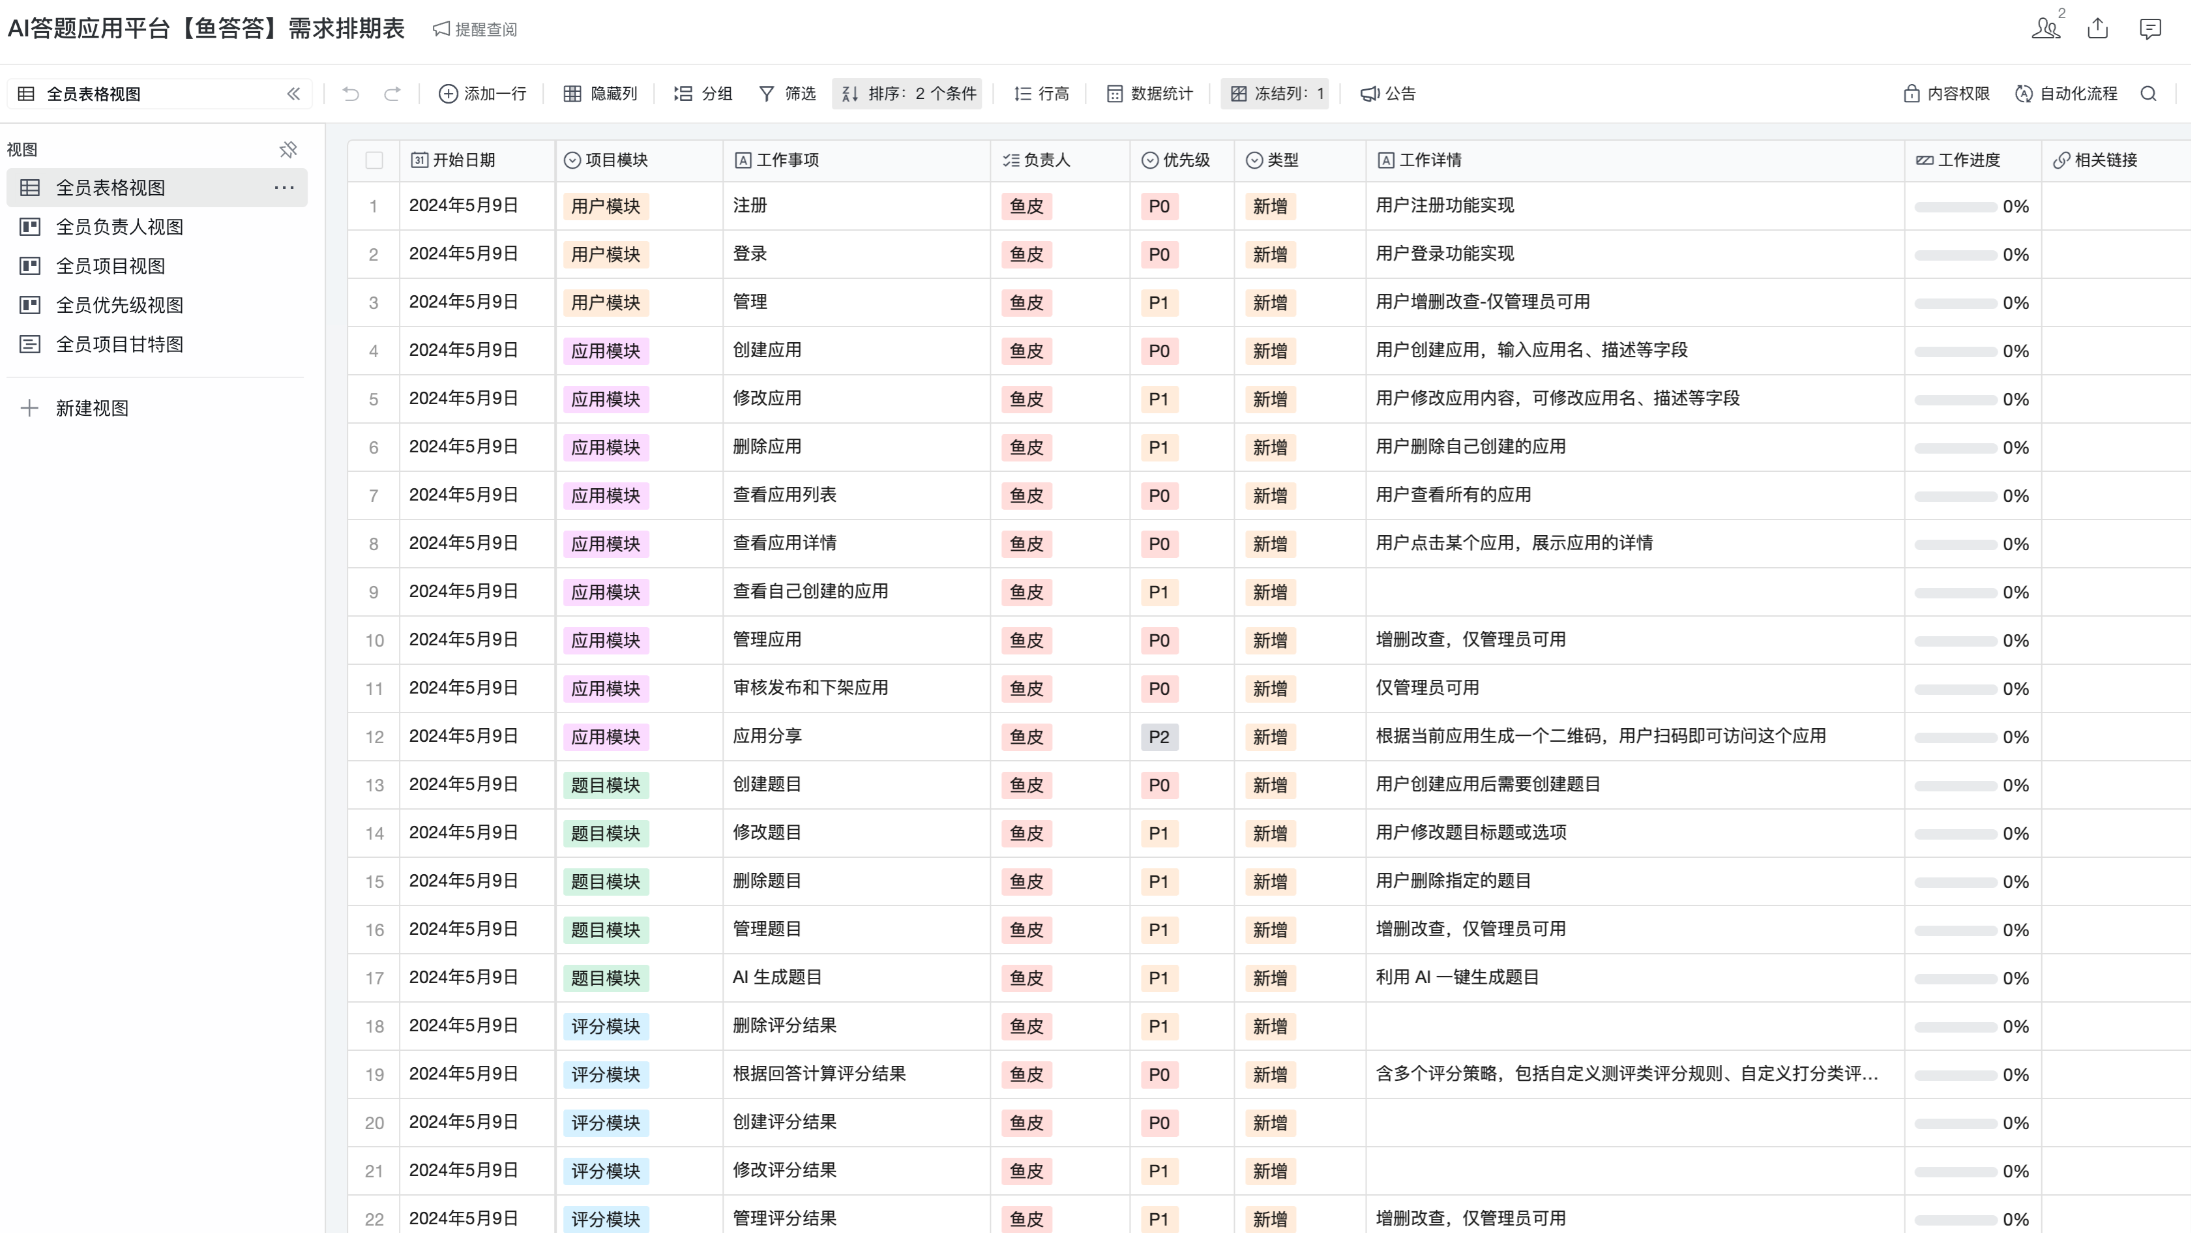 AI答题应用平台【鱼答答】需求排期表 提醒查阅 2
全员表格视图 添加一行 隐藏列 分组 筛选 排序：2 个条件 行高 数据统计 冻结列：1 公告 内容权限 自动化流程
视图
全员表格视图 ···
全员负责人视图
全员项目视图
全员优先级视图
全员项目甘特图
新建视图
开始日期 项目模块 工作事项 负责人 优先级 类型 工作详情 工作进度 相关链接
1 2024年5月9日 用户模块 注册 鱼皮 P0 新增 用户注册功能实现 0%
2 2024年5月9日 用户模块 登录 鱼皮 P0 新增 用户登录功能实现 0%
3 2024年5月9日 用户模块 管理 鱼皮 P1 新增 用户增删改查-仅管理员可用 0%
4 2024年5月9日 应用模块 创建应用 鱼皮 P0 新增 用户创建应用，输入应用名、描述等字段 0%
5 2024年5月9日 应用模块 修改应用 鱼皮 P1 新增 用户修改应用内容，可修改应用名、描述等字段 0%
6 2024年5月9日 应用模块 删除应用 鱼皮 P1 新增 用户删除自己创建的应用 0%
7 2024年5月9日 应用模块 查看应用列表 鱼皮 P0 新增 用户查看所有的应用 0%
8 2024年5月9日 应用模块 查看应用详情 鱼皮 P0 新增 用户点击某个应用，展示应用的详情 0%
9 2024年5月9日 应用模块 查看自己创建的应用 鱼皮 P1 新增 0%
10 2024年5月9日 应用模块 管理应用 鱼皮 P0 新增 增删改查，仅管理员可用 0%
11 2024年5月9日 应用模块 审核发布和下架应用 鱼皮 P0 新增 仅管理员可用 0%
12 2024年5月9日 应用模块 应用分享 鱼皮 P2 新增 根据当前应用生成一个二维码，用户扫码即可访问这个应用 0%
13 2024年5月9日 题目模块 创建题目 鱼皮 P0 新增 用户创建应用后需要创建题目 0%
14 2024年5月9日 题目模块 修改题目 鱼皮 P1 新增 用户修改题目标题或选项 0%
15 2024年5月9日 题目模块 删除题目 鱼皮 P1 新增 用户删除指定的题目 0%
16 2024年5月9日 题目模块 管理题目 鱼皮 P1 新增 增删改查，仅管理员可用 0%
17 2024年5月9日 题目模块 AI 生成题目 鱼皮 P1 新增 利用 AI 一键生成题目 0%
18 2024年5月9日 评分模块 删除评分结果 鱼皮 P1 新增 0%
19 2024年5月9日 评分模块 根据回答计算评分结果 鱼皮 P0 新增 含多个评分策略，包括自定义测评类评分规则、自定义打分类评... 0%
20 2024年5月9日 评分模块 创建评分结果 鱼皮 P0 新增 0%
21 2024年5月9日 评分模块 修改评分结果 鱼皮 P1 新增 0%
22 2024年5月9日 评分模块 管理评分结果 鱼皮 P1 新增 增删改查，仅管理员可用 0%